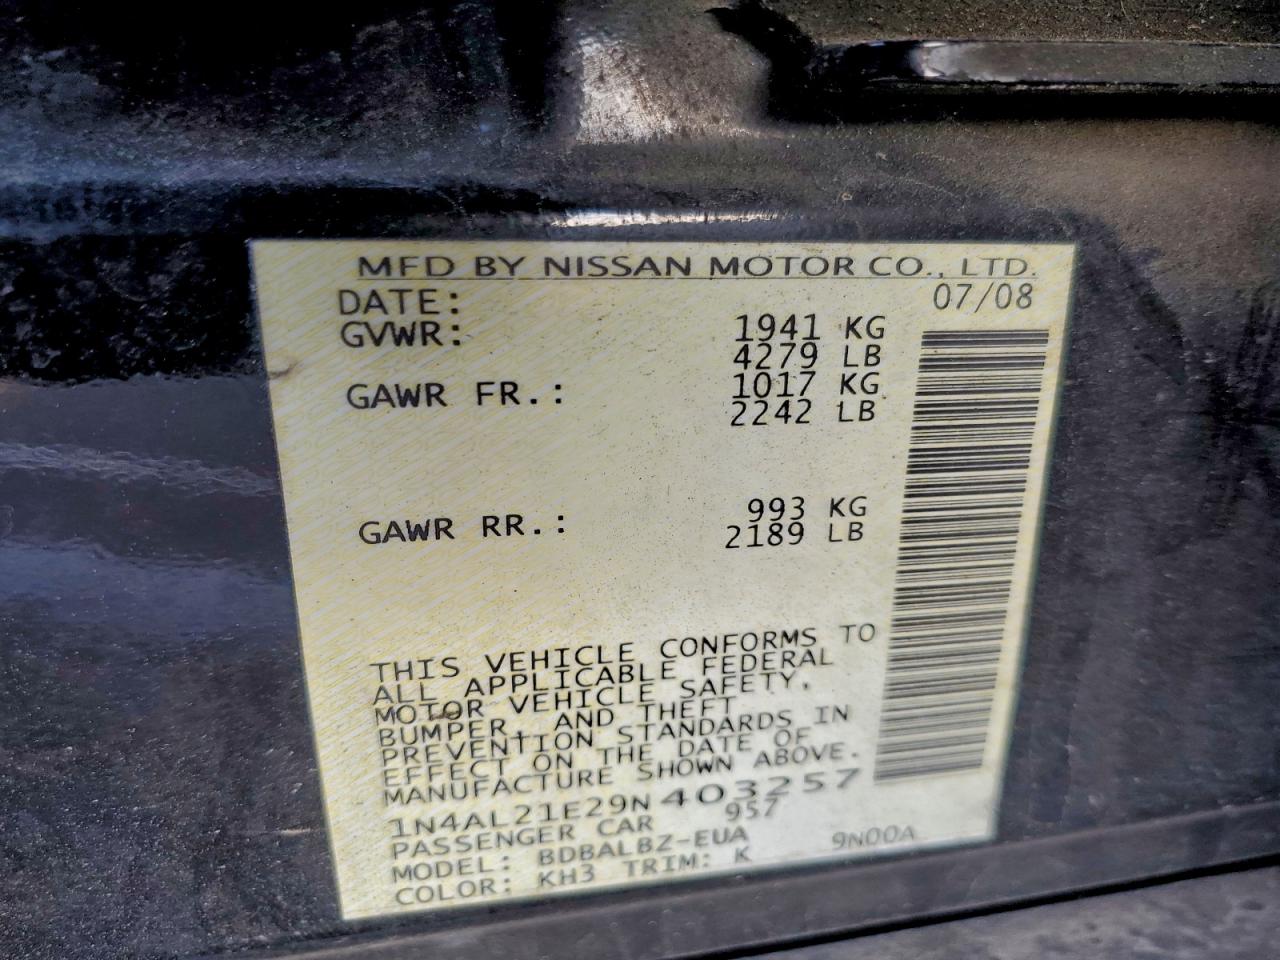 MFD BY NISSAN MOTOR CO., LTD.
DATE: 07/08
GVWR: 1941 KG
4279 LB
GAWR FR.: 1017 KG
2242 LB
GAWR RR.: 993 KG
2189 LB
THIS VEHICLE CONFORMS TO
ALL APPLICABLE FEDERAL
MOTOR VEHICLE SAFETY,
BUMPER, AND THEFT
PREVENTION STANDARDS IN
EFFECT ON THE DATE OF
MANUFACTURE SHOWN ABOVE.
1N4AL21E29N403257
PASSENGER CAR 957
MODEL: BDBALBZ-EUA
COLOR: KH3 TRIM: K 9N00A